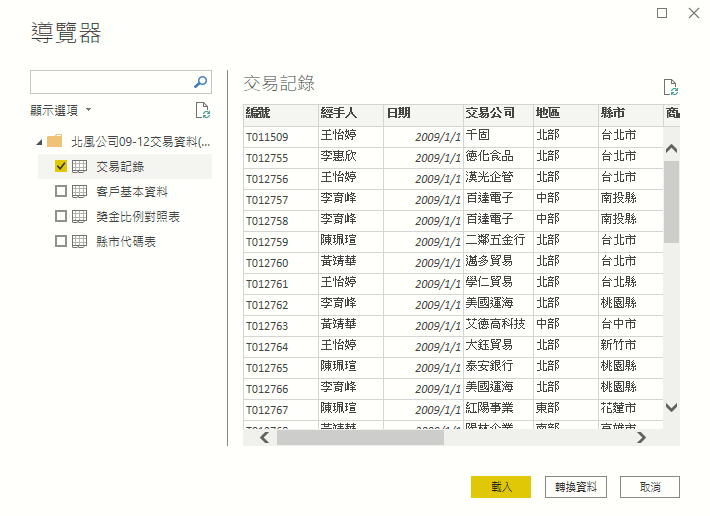 導覽器
顯示選項
北風公司09-12交易資料(...
交易記錄
客戶基本資料
獎金比例對照表
縣市代碼表
交易記錄
編號 經手人 日期 交易公司 地區 縣市 商品
T011509 王怡婷 2009/1/1 千固 北部 台北市
T012755 李惠欣 2009/1/1 德化食品 北部 台北市
T012756 王怡婷 2009/1/1 漢光企管 北部 台北市
T012757 李育峰 2009/1/1 百達電子 中部 南投縣
T012758 李育峰 2009/1/1 百達電子 中部 南投縣
T012759 陳珮瑄 2009/1/1 二鄰五金行 北部 台北市
T012760 黃靖華 2009/1/1 邁多貿易 北部 台北市
T012761 王怡婷 2009/1/1 學仁貿易 北部 台北縣
T012762 李育峰 2009/1/1 美國運海 北部 桃園縣
T012763 黃靖華 2009/1/1 艾德高科技 中部 台中市
T012764 王怡婷 2009/1/1 大鈺貿易 北部 新竹市
T012765 陳珮瑄 2009/1/1 泰安銀行 北部 桃園縣
T012766 李育峰 2009/1/1 美國運海 北部 桃園縣
T012767 陳珮瑄 2009/1/1 紅陽事業 東部 花蓮市
T012768 黃靖華 2009/1/1 陽林企業 南部 高雄市
載入 轉換資料 取消